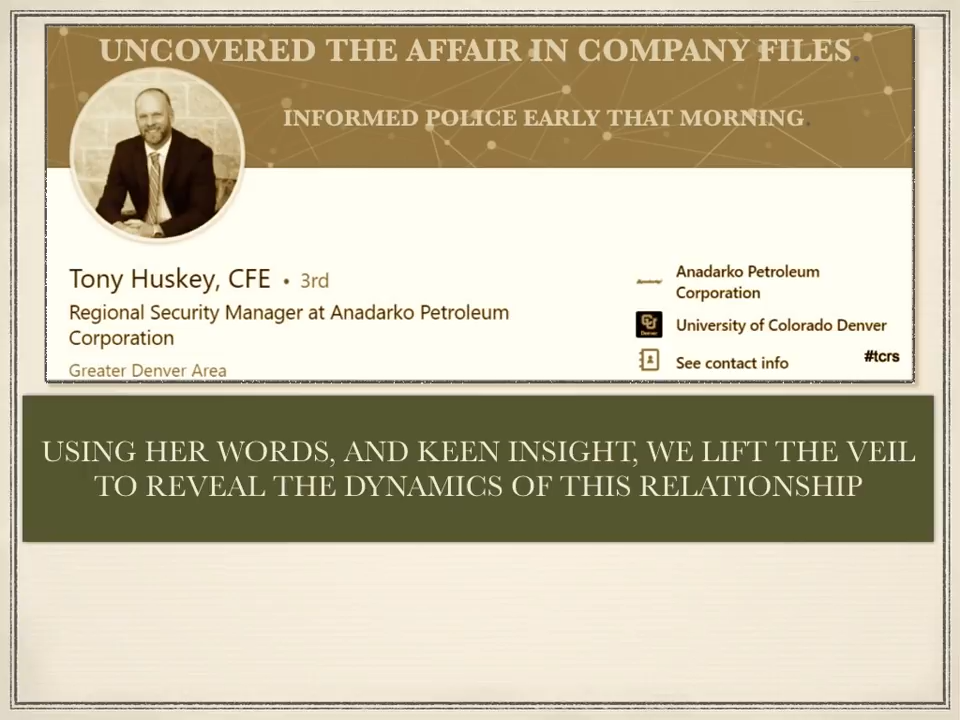 UNCOVERED THE AFFAIR IN COMPANY FILES.
INFORMED POLICE EARLY THAT MORNING.
Tony Huskey, CFE • 3rd
Regional Security Manager at Anadarko Petroleum
Corporation
Greater Denver Area
Anadarko Petroleum
Corporation
University of Colorado Denver
See contact info
#tcrs
USING HER WORDS, AND KEEN INSIGHT, WE LIFT THE VEIL
TO REVEAL THE DYNAMICS OF THIS RELATIONSHIP